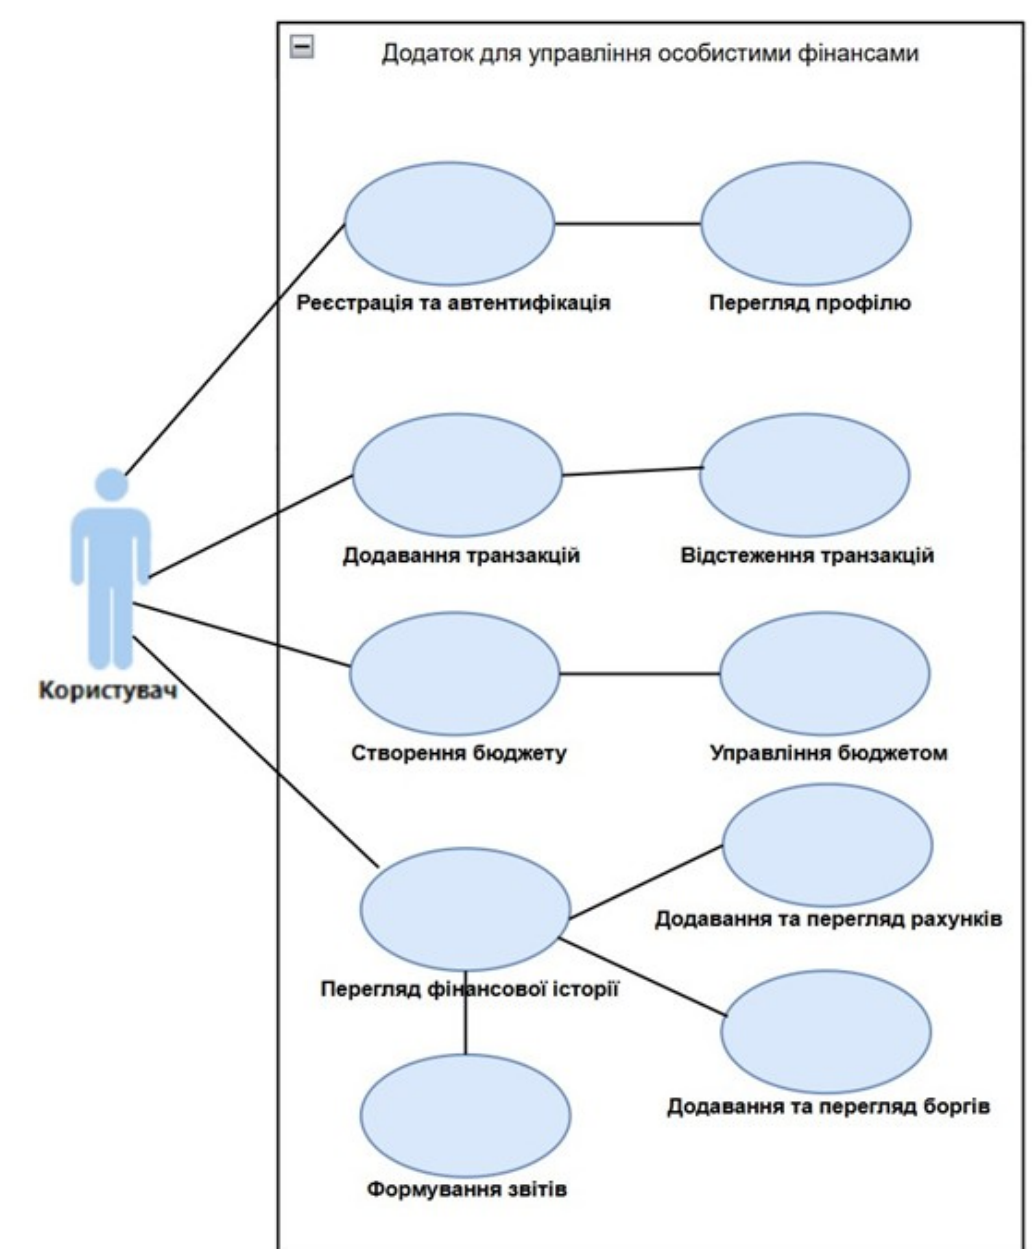 Додаток для управління особистими фінансами
Реєстрація та автентифікація
Перегляд профілю
Додавання транзакцій
Відстеження транзакцій
Користувач
Створення бюджету
Управління бюджетом
Додавання та перегляд рахунків
Перегляд фінансової історії
Додавання та перегляд боргів
Формування звітів